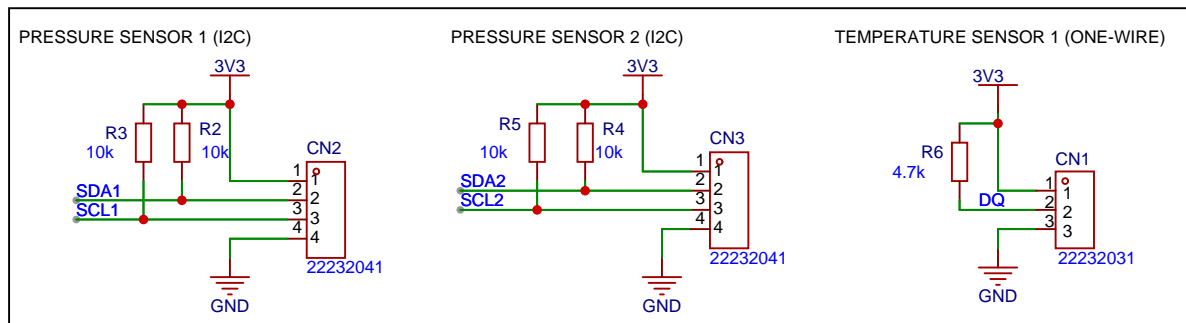 PRESSURE SENSOR 1 (I2C)
3V3
R3
10k
R2
10k
CN2
SDA1
SCL1
1
2
3
4
1
2
3
4
22232041
GND
PRESSURE SENSOR 2 (I2C)
3V3
R5
10k
R4
10k
CN3
SDA2
SCL2
1
2
3
4
1
2
3
4
22232041
GND
TEMPERATURE SENSOR 1 (ONE-WIRE)
3V3
R6
4.7k
CN1
DQ
1
2
3
1
2
3
22232031
GND